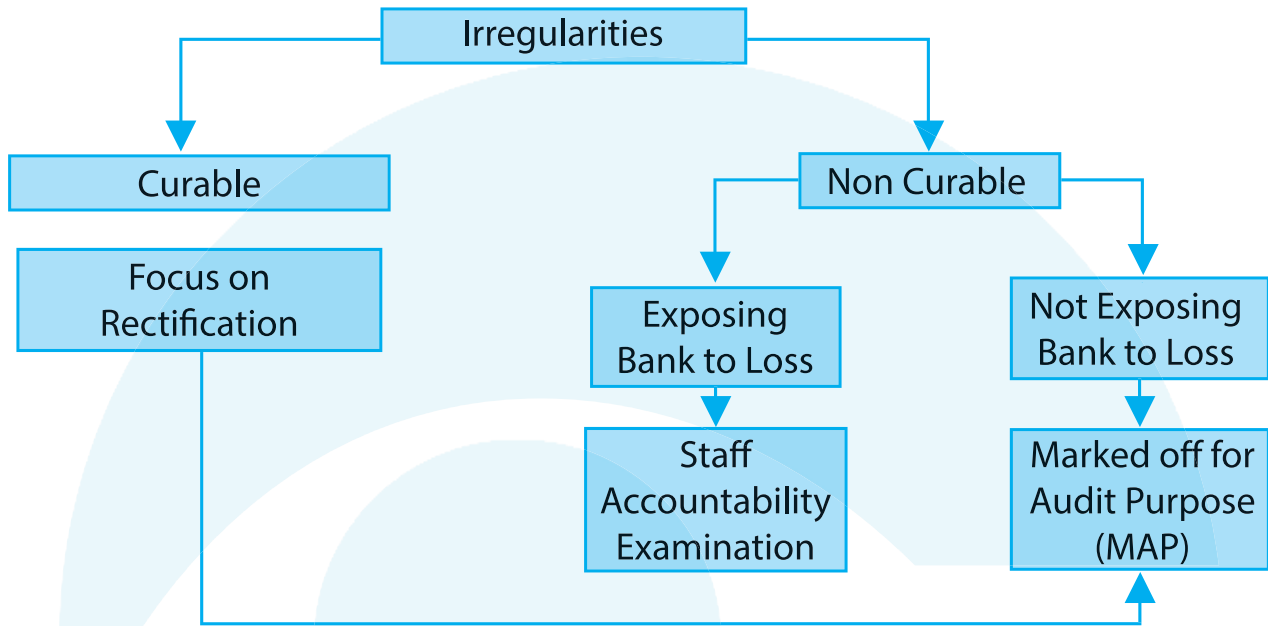 Irregularities
Curable
Non Curable
Focus on
Rectification
Exposing
Bank to Loss
Not Exposing
Bank to Loss
Staff
Accountability
Examination
Marked off for
Audit Purpose
(MAP)